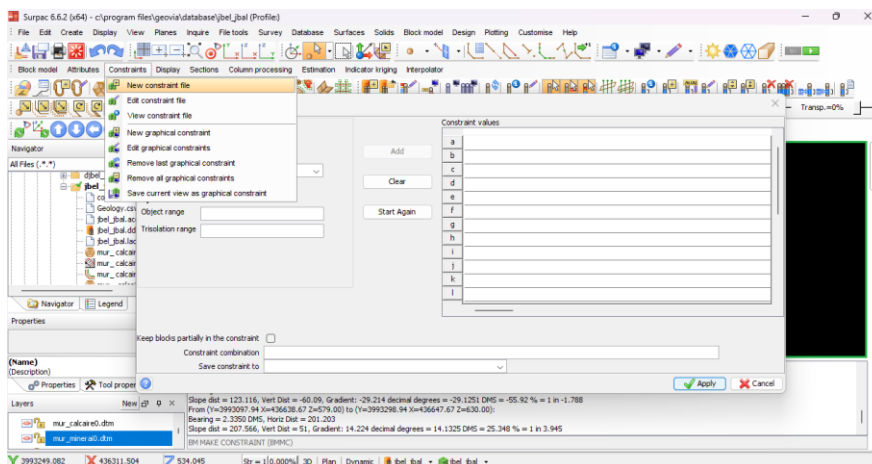 Surpac 6.6.2 (x64) - c:\program files\geovia\database\jbel_jbal (Profile)
File Edit Create Display View Planes Inquire File tools Survey Database Surfaces Solids Block model Design Plotting Customise Help
Block model Attributes Constraints Display Sections Column processing Estimation Indicator kriging Interpolator
New constraint file
Edit constraint file
View constraint file
New graphical constraint
Edit graphical constraints
Remove last graphical constraint
Remove all graphical constraints
Save current view as graphical constraint
Transp.=0%
Navigator
All Files (.*.*)
djbel_
jbel_
co
Geology.csv
jbel_jbal.ac
jbel_jbal.dd
jbel_jbal.lac
mur_calcair
mur_calcair
mur_calcair
Object range
Trisolation range
Add
Clear
Start Again
Constraint values
a
b
c
d
e
f
g
h
i
j
k
l
Navigator Legend
Properties
Keep blocks partially in the constraint
Constraint combination
Save constraint to
(Name)
(Description)
Properties Tool proper
Apply Cancel
Layers New
mur_calcaire0.dtm
mur_minerai0.dtm
Slope dist = 123.116, Vert Dist = -60.09, Gradient: -29.214 decimal degrees = -29.1251 DMS = -55.92 % = 1 in -1.788
From (Y=3993097.94 X=436638.67 Z=579.00) to (Y=3993298.94 X=436647.67 Z=630.00):
Bearing = 2.3350 DMS, Horiz Dist = 201.203
Slope dist = 207.566, Vert Dist = 51, Gradient: 14.224 decimal degrees = 14.1325 DMS = 25.348 % = 1 in 3.945
BM MAKE CONSTRAINT (BMMC)
Y 3993249.082 X 436311.504 Z 534.045 Str = 1 0.000% 3D Plan Dynamic jbel_jbal jbel_jbal